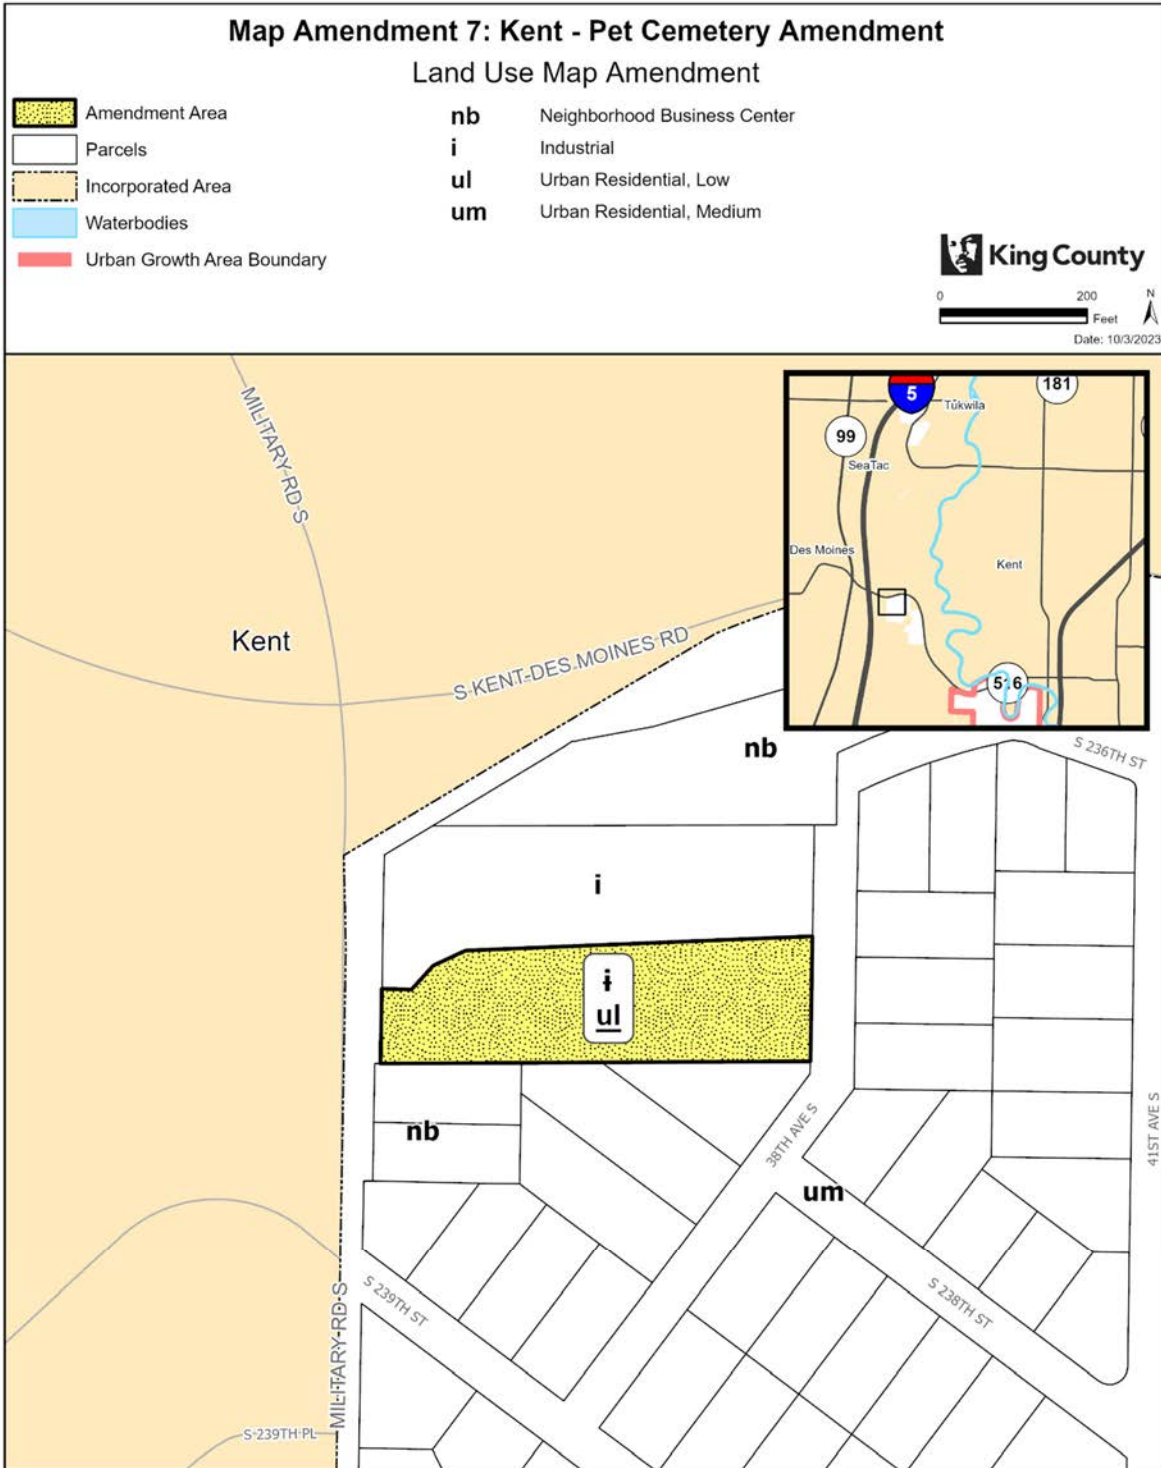 Map Amendment 7: Kent - Pet Cemetery Amendment
Land Use Map Amendment
Amendment Area
Parcels
Incorporated Area
Waterbodies
Urban Growth Area Boundary
nb Neighborhood Business Center
i Industrial
ul Urban Residential, Low
um Urban Residential, Medium
King County
0 200
Feet
N
Date: 10/3/2023
MILITARY RD S
Kent
S KENT-DES MOINES RD
5
181
Tukwila
99
SeaTac
Des Moines
Kent
516
nb
S 236TH ST
i
i
ul
nb
38TH AVE S
41ST AVE S
um
S 239TH ST
S 238TH ST
MILITARY RD S
S 239TH PL